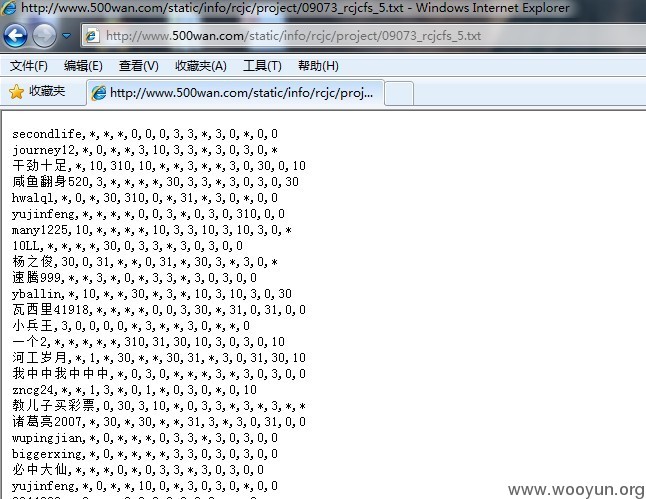 http://www.500wan.com/static/info/rcjc/project/09073_rcjcfs_5.txt - Windows Internet Explorer
http://www.500wan.com/static/info/rcjc/project/09073_rcjcfs_5.txt
文件(F) 编辑(E) 查看(V) 收藏夹(A) 工具(T) 帮助(H)
收藏夹 http://www.500wan.com/static/info/rcjc/proj...
secondlife,*,*,*,0,0,0,3,3,*,3,0,*,0,0
journey12,*,0,*,*,3,10,3,3,*,3,0,3,0,*
干劲十足,*,10,310,10,*,*,3,*,*,3,0,30,0,10
咸鱼翻身520,3,*,*,*,*,30,3,3,*,3,0,3,0,30
hwalql,*,0,*,30,310,0,*,31,*,3,0,*,0,0
yujinfeng,*,*,*,*,0,3,*,0,3,0,310,0,0
many1225,10,*,*,*,*,10,3,3,10,3,10,3,0,*
10LL,*,*,*,*,30,0,3,3,*,3,0,3,0,0
杨之俊,30,0,31,*,*,0,31,*,30,3,*,3,0,*
速腾999,*,*,3,*,0,*,3,3,*,3,0,3,0,0
yballin,*,10,*,*,30,*,3,*,10,3,10,3,0,30
瓦西里41918,*,*,*,*,*,0,0,3,30,*,31,0,31,0,0
小兵王,3,0,0,0,0,*,3,*,*,3,0,*,*,0
一个2,*,*,*,*,*,310,31,30,10,3,0,3,0,10
河工岁月,*,1,*,30,*,*,30,31,*,3,0,31,30,10
我中中我中中中,*,*,0,3,0,*,*,3,*,3,0,3,0,0
zncg24,*,*,1,3,*,0,1,*,0,3,0,*,0,10
教儿子买彩票,0,30,3,10,*,0,3,3,*,3,*,3,*,*
诸葛亮2007,*,30,*,30,*,*,31,3,*,3,0,31,0,0
wupingjian,*,0,*,*,*,0,3,3,*,3,0,3,0,0
biggerxing,*,*,0,*,*,*,3,3,0,3,0,3,0,0
必中大仙,*,*,*,0,*,0,3,3,*,3,0,3,0,0
yujinfeng,*,0,*,*,10,0,*,3,0,3,0,3,0,0
www.wooyun.org